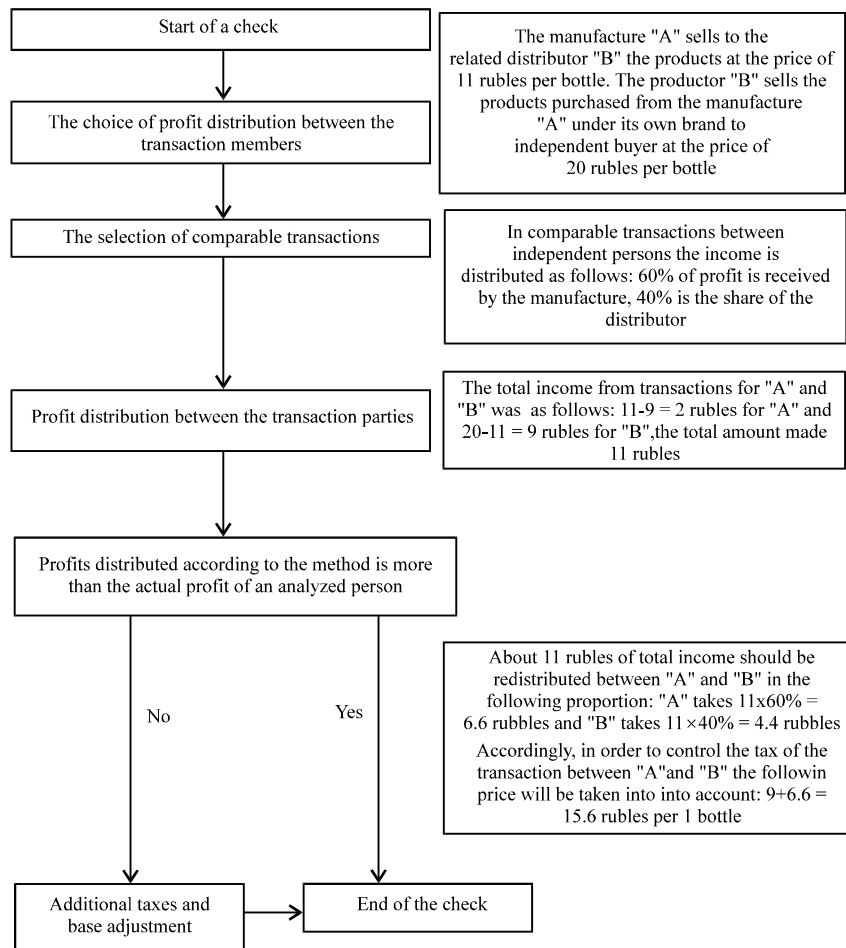 Start of a check
The manufacture "A" sells to the
related distributor "B" the products at the price of
11 rubles per bottle. The productor "B" sells the
products purchased from the manufacture
"A" under its own brand to
independent buyer at the price of
20 rubles per bottle
The choice of profit distribution between the
transaction members
The selection of comparable transactions
In comparable transactions between
independent persons the income is
distributed as follows: 60% of profit is received
by the manufacture, 40% is the share of the
distributor
Profit distribution between the transaction parties
The total income from transactions for "A" and
"B" was as follows: 11-9 = 2 rubles for "A" and
20-11 = 9 rubles for "B",the total amount made
11 rubles
Profits distributed according to the method is more
than the actual profit of an analyzed person
No
Yes
About 11 rubles of total income should be
redistributed between "A" and "B" in the
following proportion: "A" takes 11x60% =
6.6 rubbles and "B" takes 11×40% = 4.4 rubbles
Accordingly, in order to control the tax of the
transaction between "A"and "B" the followin
price will be taken into into account: 9+6.6 =
15.6 rubles per 1 bottle
Additional taxes and
base adjustment
End of the check